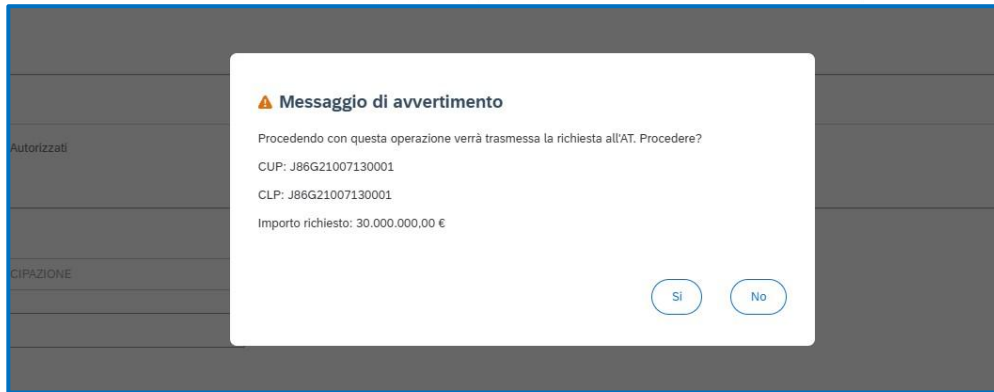 Messaggio di avvertimento
Procedendo con questa operazione verrà trasmessa la richiesta all'AT. Procedere?
Autorizzati
CUP: J86G21007130001
CLP: J86G21007130001
Importo richiesto: 30.000.000,00 €
CIPAZIONE
Si
No